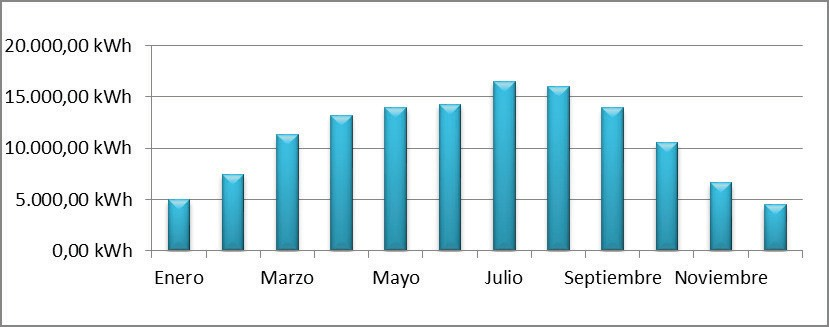 20.000,00 kWh
15.000,00 kWh
10.000,00 kWh
5.000,00 kWh
0,00 kWh
Enero Marzo Mayo Julio Septiembre Noviembre